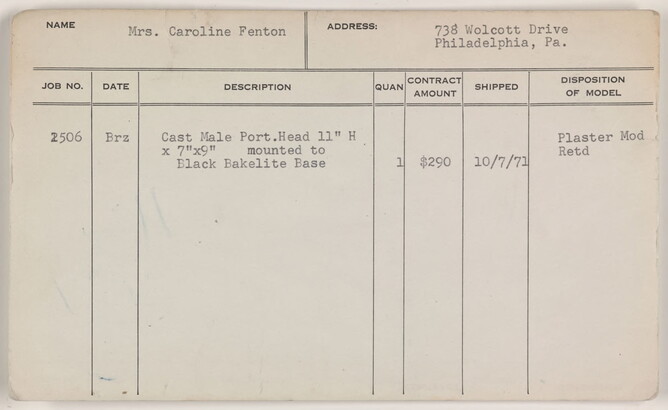 NAME Mrs. Caroline Fenton ADDRESS: 738 Wolcott Drive
Philadelphia, Pa.
JOB NO. DATE DESCRIPTION QUAN CONTRACT AMOUNT SHIPPED DISPOSITION OF MODEL
2506 Brz Cast Male Port.Head 11" H Plaster Mod
x 7"x9" mounted to Retd
Black Bakelite Base 1 $290 10/7/71